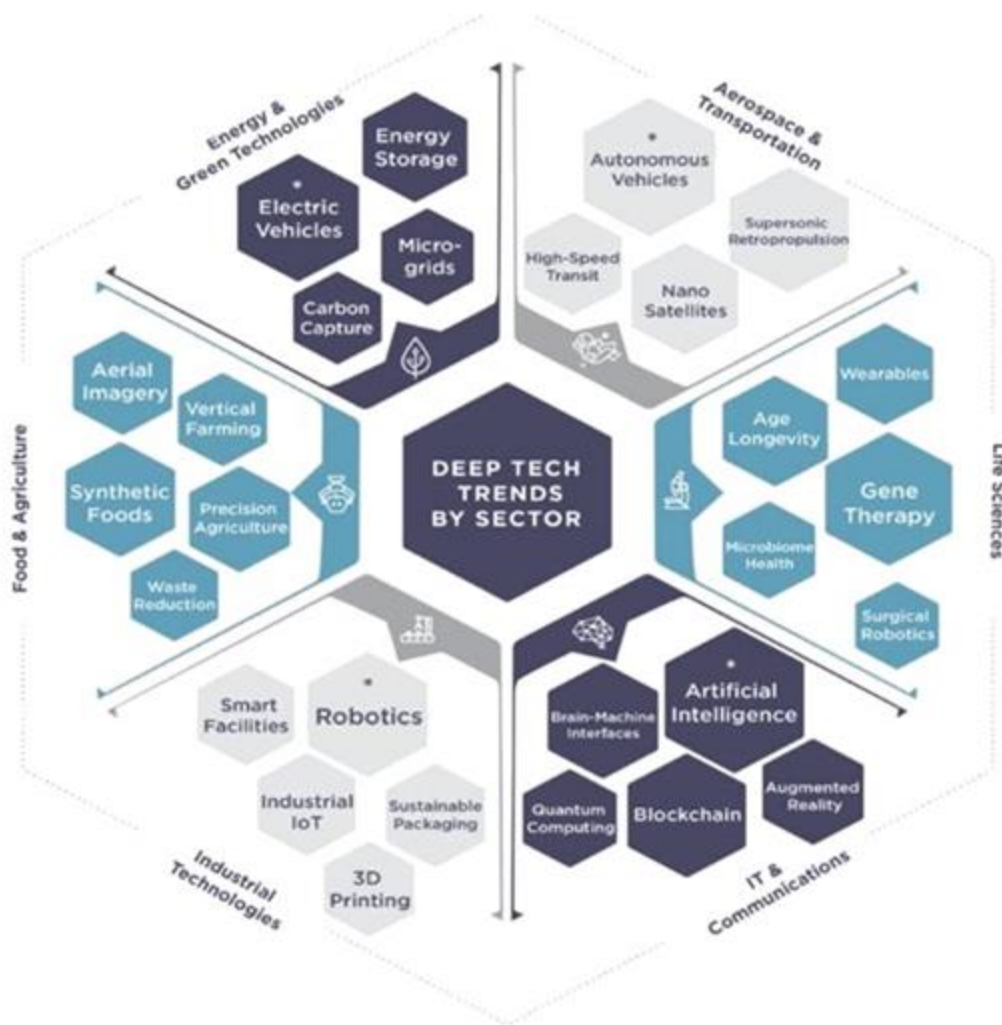 Energy &
Green Technologies
Energy
Storage
*
Electric
Vehicles
Micro-
grids
Carbon
Capture
Aerospace &
Transportation
*
Autonomous
Vehicles
Supersonic
Retropropulsion
High-Speed
Transit
Nano
Satellites
Food & Agriculture
Aerial
Imagery
Vertical
Farming
Synthetic
Foods
Precision
Agriculture
Waste
Reduction
DEEP TECH
TRENDS
BY SECTOR
Life Sciences
Wearables
Age
Longevity
Gene
Therapy
Microbiome
Health
Surgical
Robotics
Industrial
Technologies
Smart
Facilities
*
Robotics
Industrial
IoT
Sustainable
Packaging
3D
Printing
IT &
Communications
*
Artificial
Intelligence
Brain-Machine
Interfaces
Quantum
Computing
Blockchain
Augmented
Reality